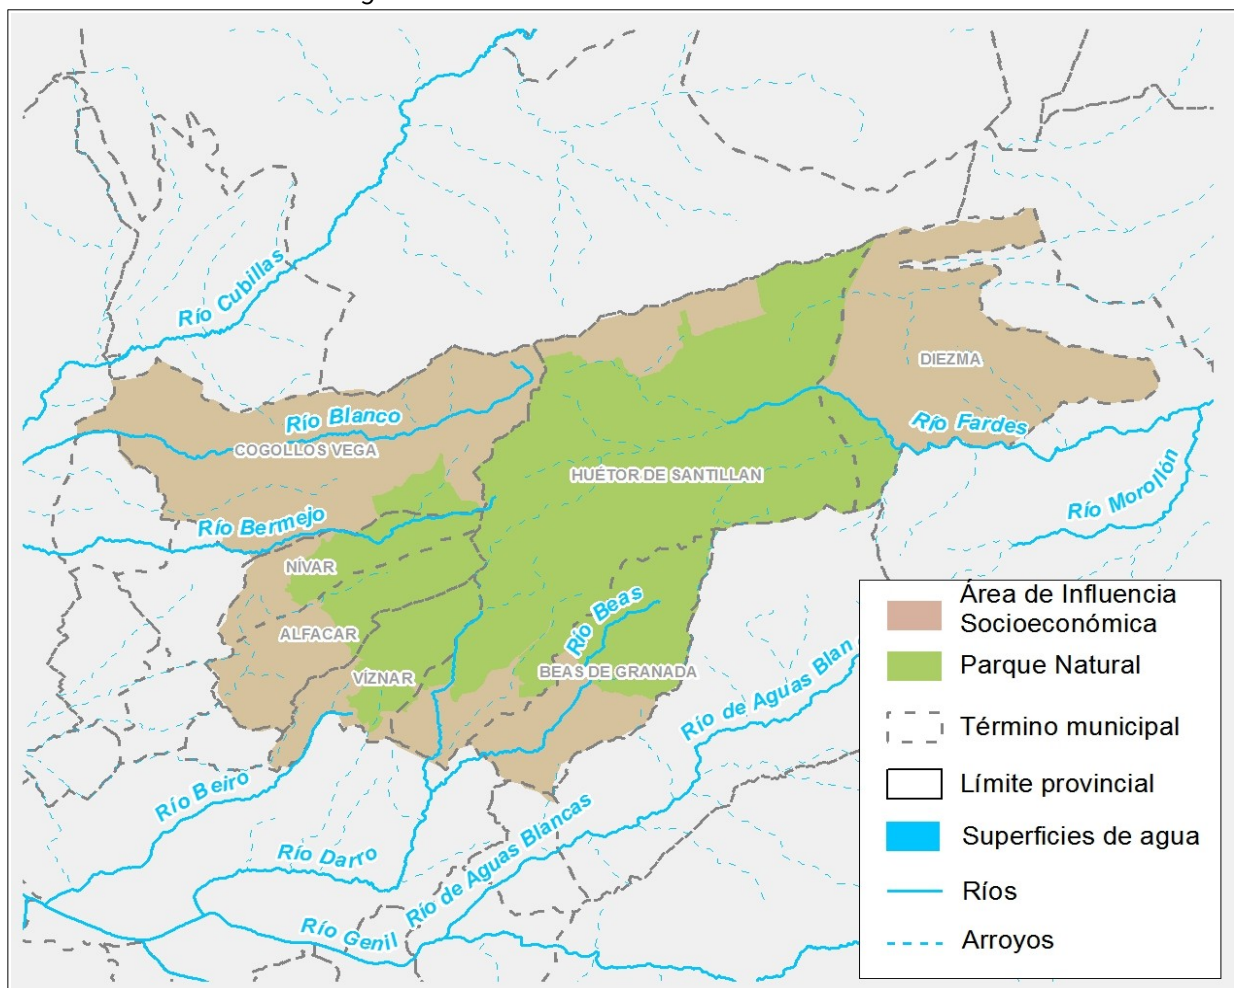 Río Cubillas
DIEZMA
Río Blanco
Río Fardes
COGOLLOS VEGA
HUÉTOR DE SANTILLAN
Río Morollón
Río Bermejo
NÍVAR
Río Beas
ALFACAR
VÍZNAR
BEAS DE GRANADA
Río de Aguas Blan
Río Beiro
Río de Aguas Blancas
Río Darro
Río Genil
Área de Influencia
Socioeconómica
Parque Natural
Término municipal
Límite provincial
Superficies de agua
Ríos
Arroyos